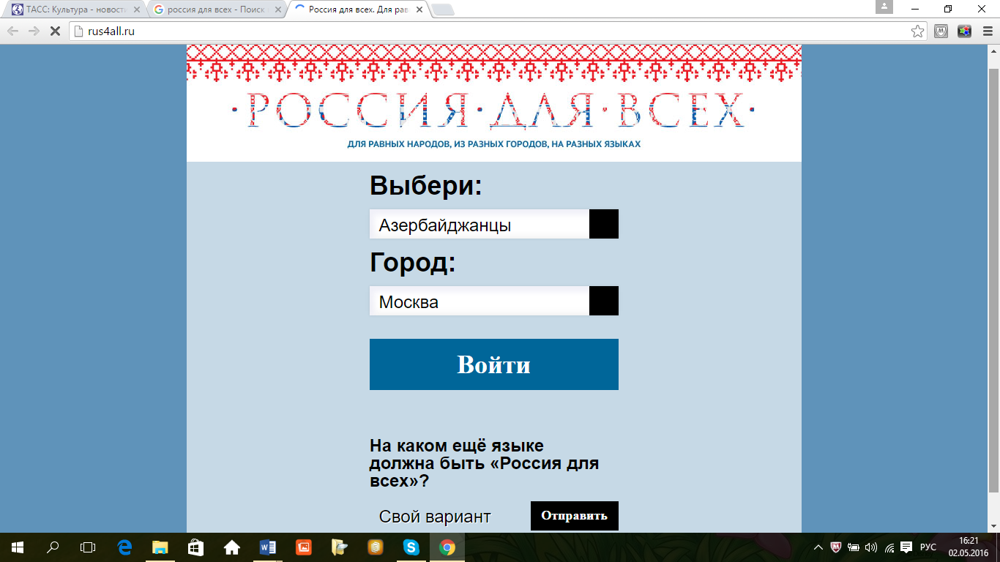 ТАСС: Культура - новости
россия для всех - Поиск
Россия для всех. Для рав
rus4all.ru
·РОССИЯ·ДЛЯ·ВСЕХ·
ДЛЯ РАВНЫХ НАРОДОВ, ИЗ РАЗНЫХ ГОРОДОВ, НА РАЗНЫХ ЯЗЫКАХ
Выбери:
Азербайджанцы
Город:
Москва
Войти
На каком ещё языке
должна быть «Россия для
всех»?
Свой вариант
Отправить
РУС
16:21
02.05.2016